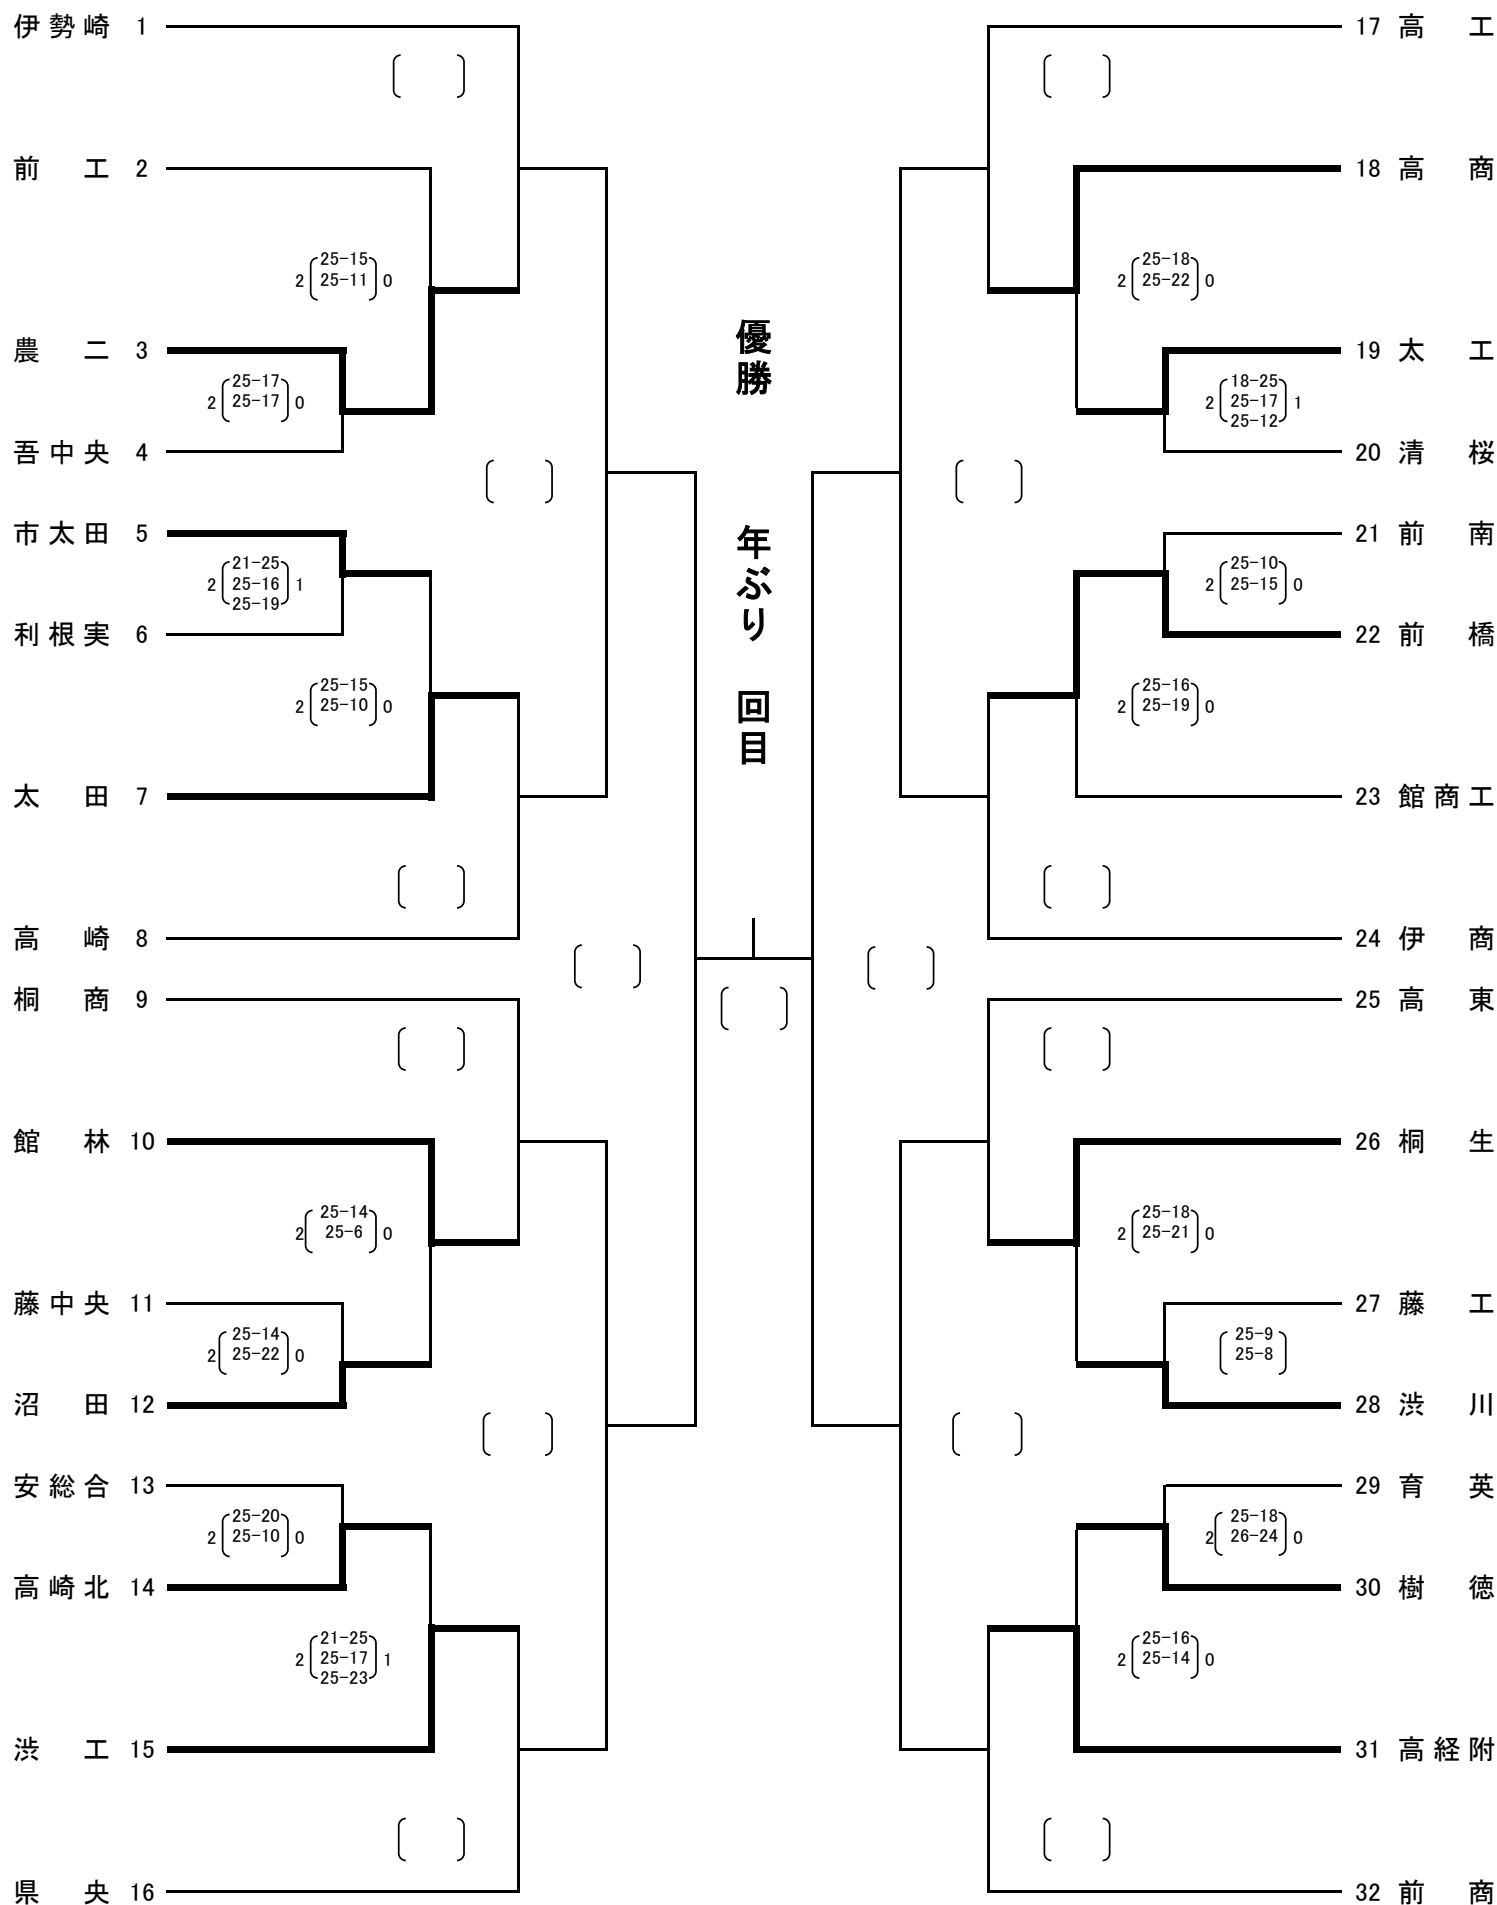 伊勢崎 1
前工 2
25-15
2 25-11 0
農二 3
25-17
2 25-17 0
吾中央 4
市太田 5
21-25
2 25-16 1
25-19
利根実 6
25-15
2 25-10 0
太田 7
高崎 8
桐商 9
館林 10
25-14
2 25-6 0
藤中央 11
25-14
2 25-22 0
沼田 12
安総合 13
25-20
2 25-10 0
高崎北 14
21-25
2 25-17 1
25-23
渋工 15
県央 16
優勝 年ぶり 回目
17 高工
18 高商
25-18
2 25-22 0
19 太工
18-25
2 25-17 1
25-12
20 清桜
21 前南
25-10
2 25-15 0
22 前橋
25-16
2 25-19 0
23 館商工
24 伊商
25 高東
26 桐生
25-18
2 25-21 0
27 藤工
25-9
25-8
28 渋川
29 育英
25-18
2 26-24 0
30 樹徳
25-16
2 25-14 0
31 高経附
32 前商